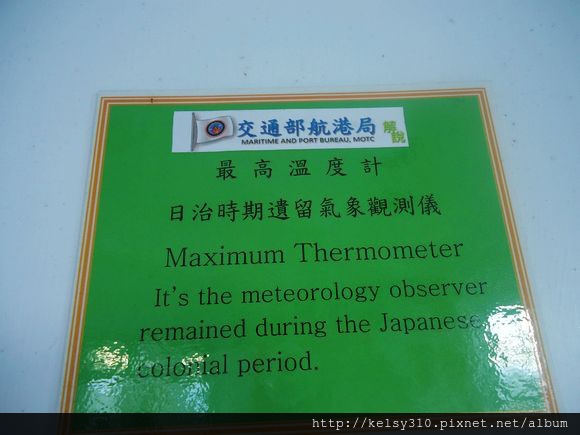 交通部航港局 解說
MARITIME AND PORT BUREAU, MOTC
最高溫度計
日治時期遺留氣象觀測儀
Maximum Thermometer
It's the meteorology observer
remained during the Japanese
colonial period.
http://kelsy310.pixnet.net/album